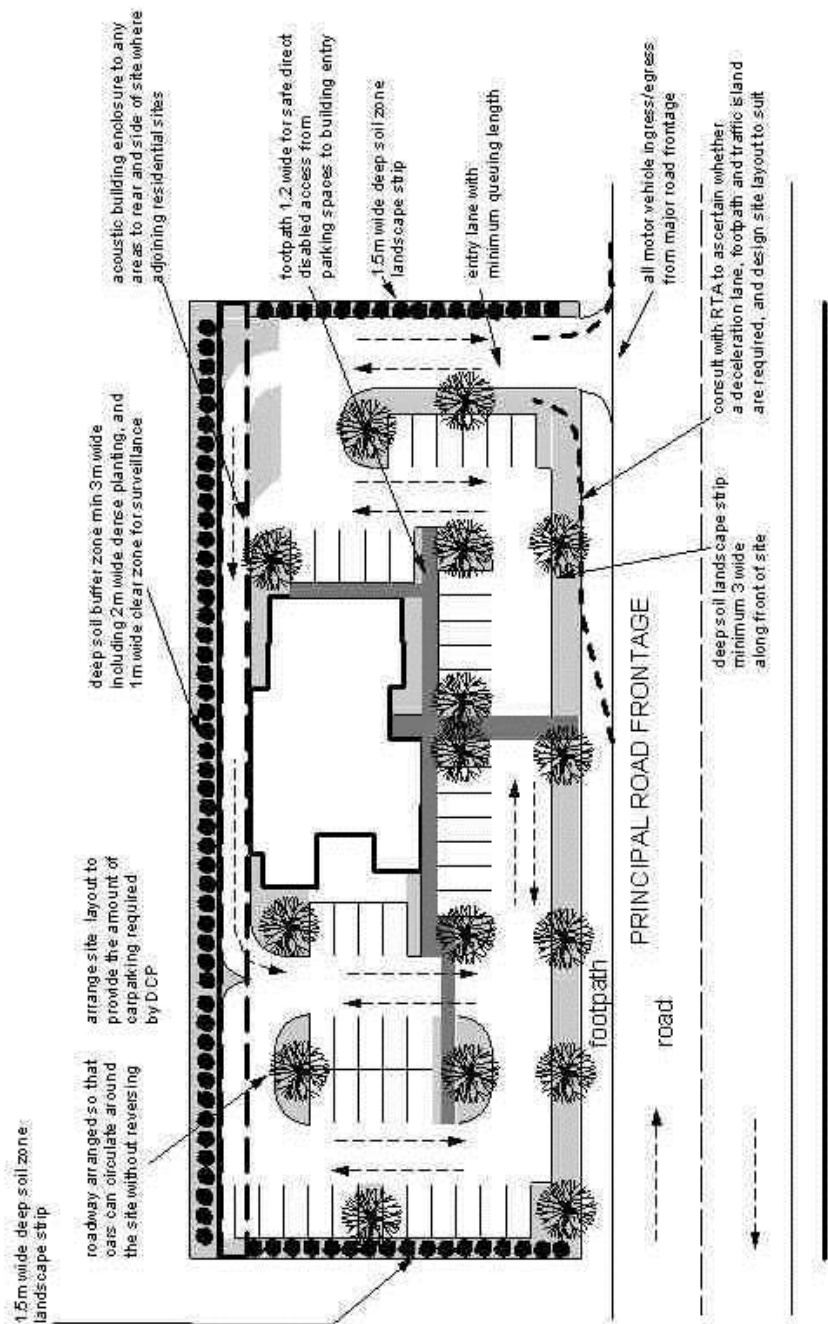 1.5m wide deep soil zone
landscape strip
roadway arranged so that
cars can circulate around
the site without reversing
arrange site layout to
provide the amount of
carparking required
by DCP
deep soil buffer zone min 3m wide
including 2m wide dense planting, and
1m wide clear zone for surveillance
acoustic building enclosure to any
areas to rear and side of site where
adjoining residential sites
footpath 1.2 wide for safe direct
disabled access from
parking spaces to building entry
1.5m wide deep soil zone
landscape strip
entry lane with
minimum queuing length
all motor vehicle ingress/egress
from major road frontage
consult with RTA to ascertain whether
a deceleration lane, footpath and traffic island
are required, and design site layout to suit
deep soil landscape strip
minimum 3 wide
along front of site
footpath
PRINCIPAL ROAD FRONTAGE
road